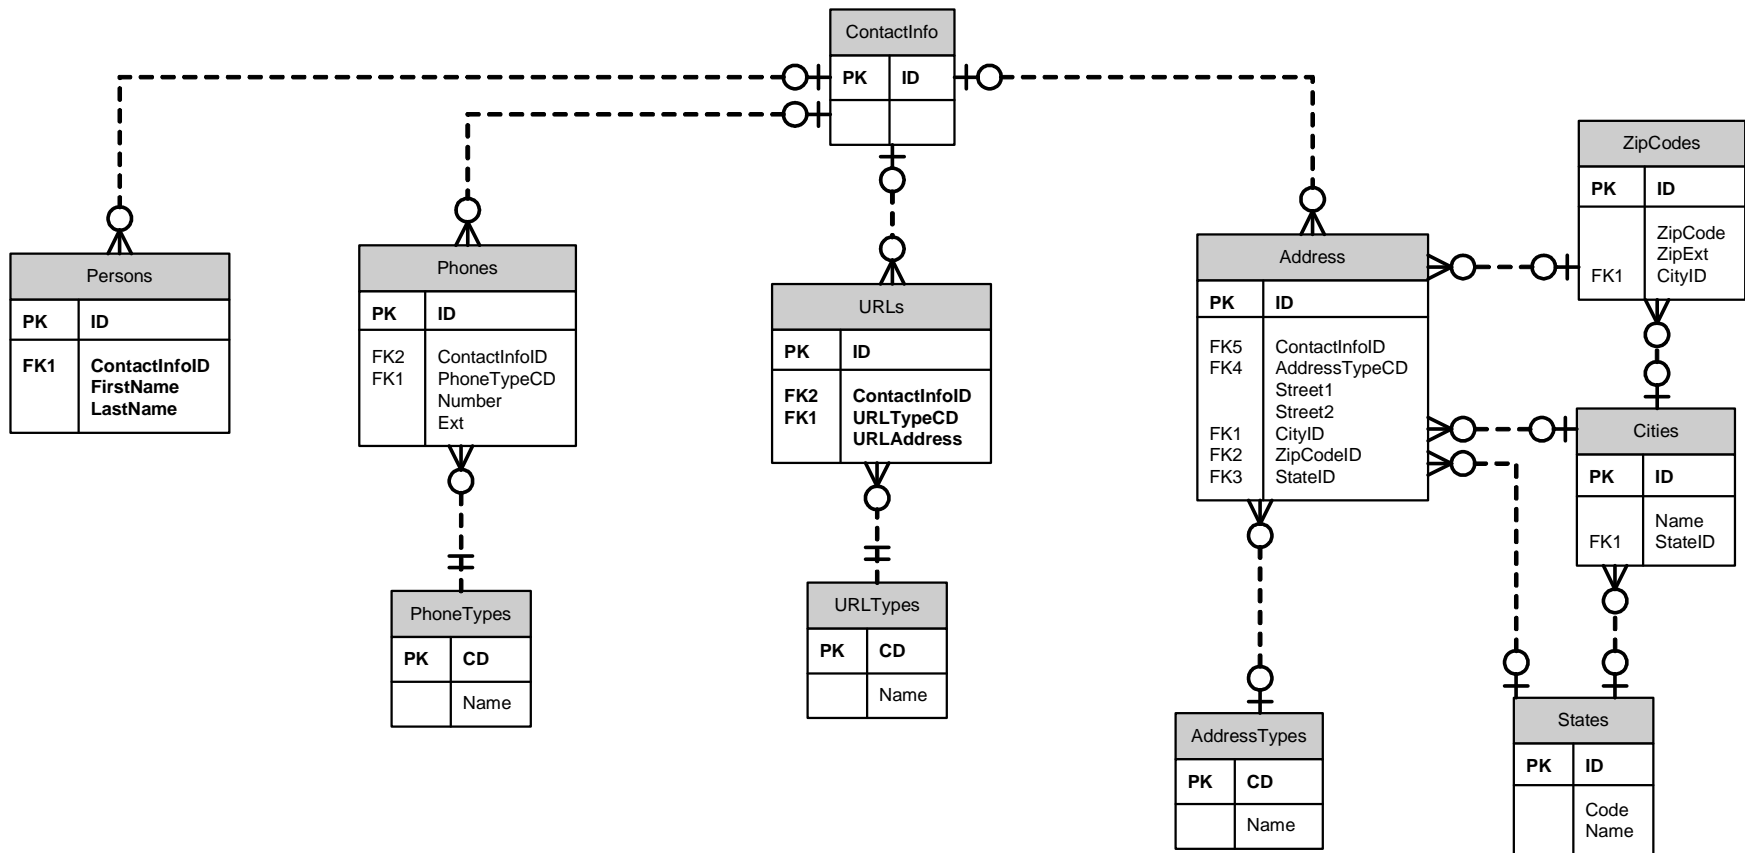 ContactInfo
PK ID
ZipCodes
PK ID
ZipCode
ZipExt
FK1 CityID
Persons
PK ID
FK1 ContactInfoID
FirstName
LastName
Phones
PK ID
FK2 ContactInfoID
FK1 PhoneTypeCD
Number
Ext
URLs
PK ID
FK2 ContactInfoID
FK1 URLTypeCD
URLAddress
Address
PK ID
FK5 ContactInfoID
FK4 AddressTypeCD
Street1
Street2
FK1 CityID
FK2 ZipCodeID
FK3 StateID
Cities
PK ID
Name
FK1 StateID
PhoneTypes
PK CD
Name
URLTypes
PK CD
Name
AddressTypes
PK CD
Name
States
PK ID
Code
Name